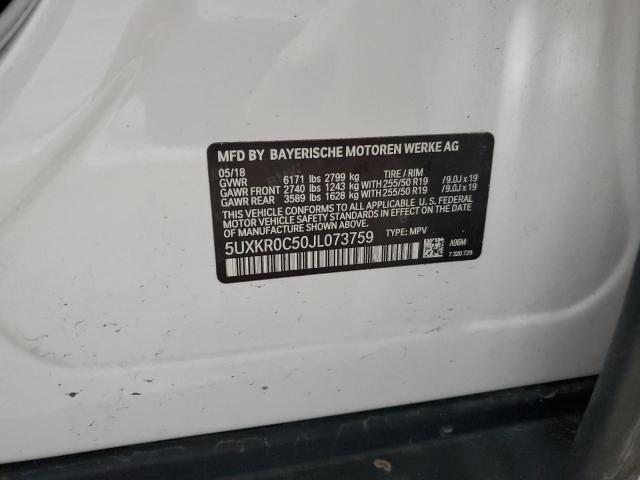 MFD BY BAYERISCHE MOTOREN WERKE AG
05/18 TIRE / RIM
GVWR 6171 lbs 2799 kg
GAWR FRONT 2740 lbs 1243 kg WITH 255/50 R19 /9.0J x 19
GAWR REAR 3589 lbs 1628 kg WITH 255/50 R19 /9.0J x 19
THIS VEHICLE CONFORMS TO ALL APPLICABLE U. S. FEDERAL
MOTOR VEHICLE SAFETY STANDARDS IN EFFECT ON THE
DATE OF MANUFACTURE SHOWN ABOVE.
5UXKR0C50JL073759 TYPE: MPV
A96M
7 320 729